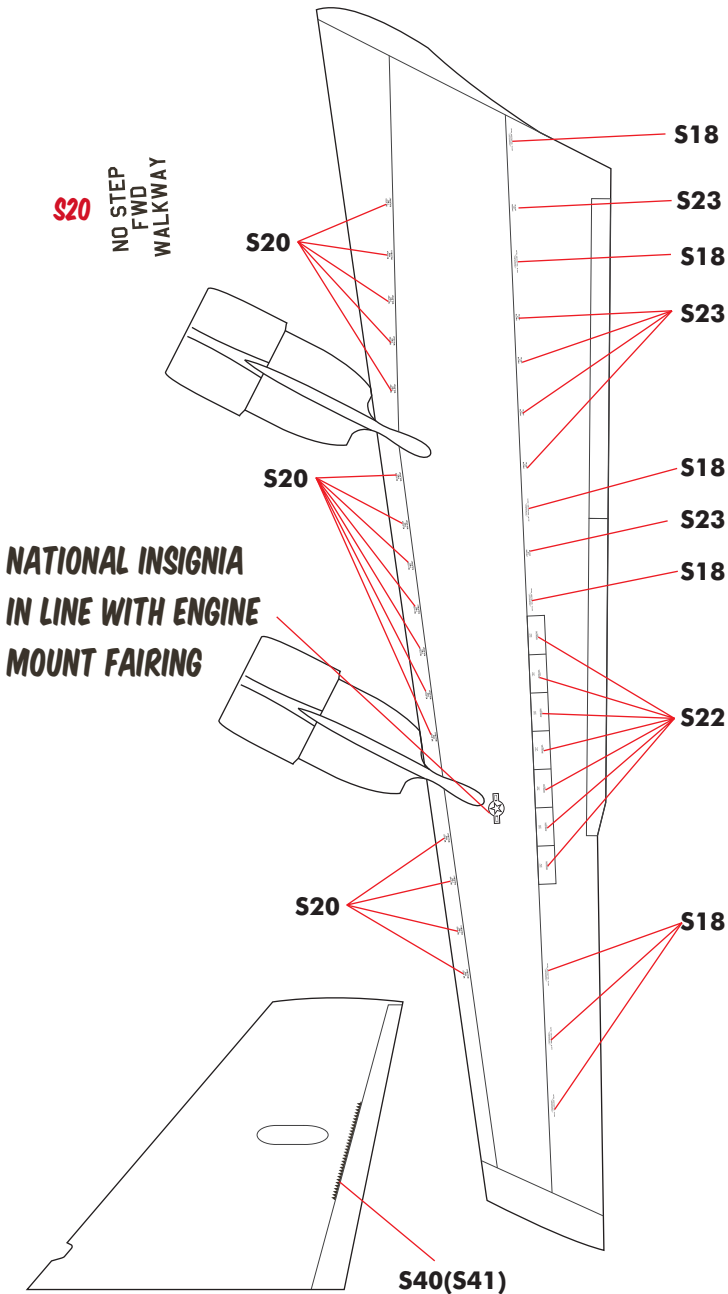 S18
S20
NO STEP
FWD
WALKWAY
S23
S20
S18
S23
S20
S18
S23
NATIONAL INSIGNIA
IN LINE WITH ENGINE
MOUNT FAIRING
S18
S22
S20
S18
S40(S41)